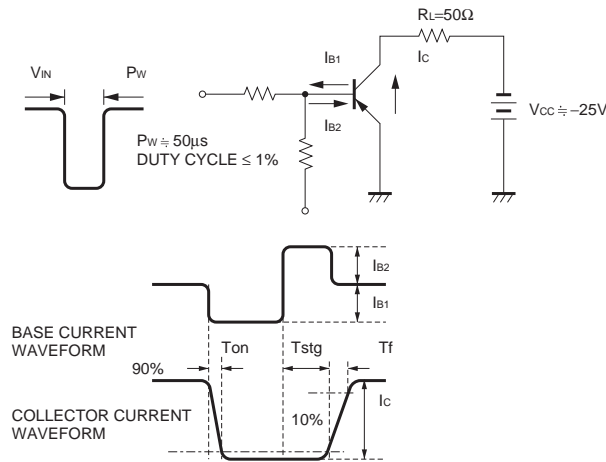 RL=50Ω
IB1
IC
VIN
PW
VCC≒−25V
IB2
PW≒50μs
DUTY CYCLE ≤ 1%
IB2
IB1
BASE CURRENT
WAVEFORM
Ton
Tstg
Tf
90%
IC
COLLECTOR CURRENT
WAVEFORM
10%